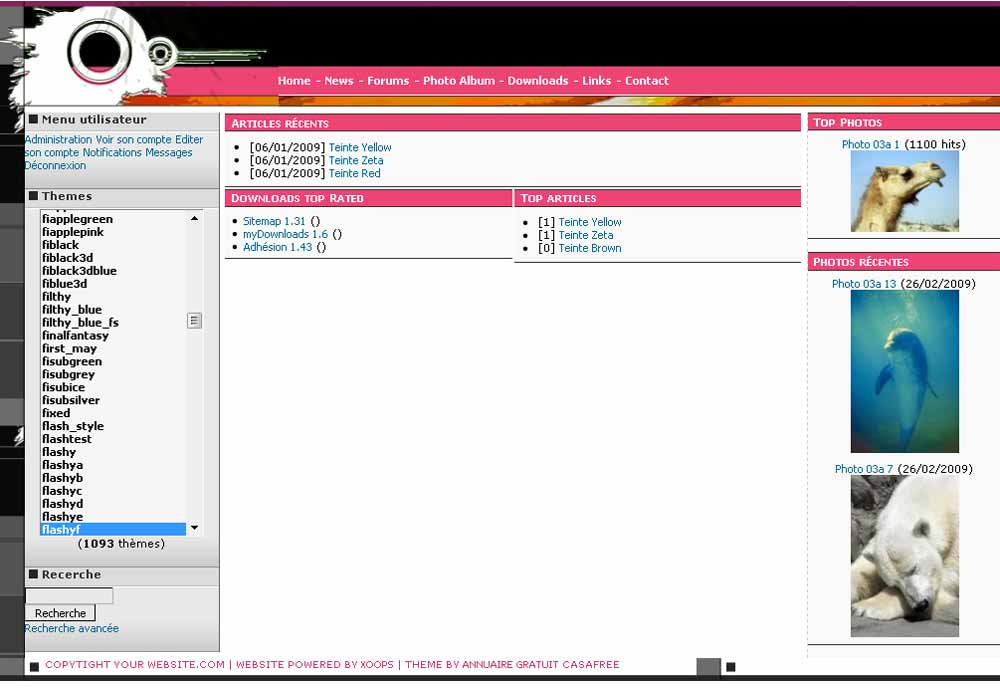 Home - News - Forums - Photo Album - Downloads - Links - Contact
Menu utilisateur
Administration Voir son compte Editer
son compte Notifications Messages
Déconnexion
Themes
fiapplegreen
fiapplepink
fiblack
fiblack3d
fiblack3dblue
fiblue3d
filthy
filthy_blue
filthy_blue_fs
finalfantasy
first_may
fisubgreen
fisubgrey
fisubice
fisubsilver
fixed
flash_style
flashtest
flashy
flashya
flashyb
flashyc
flashyd
flashye
flashyf
(1093 thèmes)
Recerche
Recherche
Recherche avancée
Articles récents
[06/01/2009] Teinte Yellow
[06/01/2009] Teinte Zeta
[06/01/2009] Teinte Red
Downloads top Rated
Sitemap 1.31 ()
myDownloads 1.6 ()
Adhésion 1.43 ()
Top articles
[1] Teinte Yellow
[1] Teinte Zeta
[0] Teinte Brown
Top Photos
Photo 03a 1 (1100 hits)
Photos récentes
Photo 03a 13 (26/02/2009)
Photo 03a 7 (26/02/2009)
COPYTIGHT YOUR WEBSITE.COM | WEBSITE POWERED BY XOOPS | THEME BY ANNUAIRE GRATUIT CASAFREE